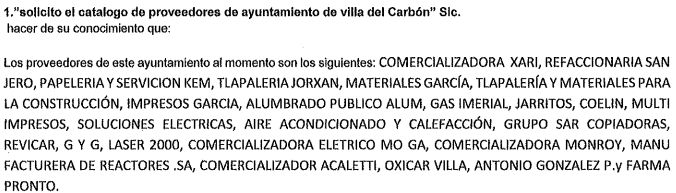 1."solicito el catalogo de proveedores de ayuntamiento de villa del Carbón" Sic.
hacer de su conocimiento que:
Los proveedores de este ayuntamiento al momento son los siguientes: COMERCIALIZADORA XARI, REFACCIONARIA SAN
JERO, PAPELERIA Y SERVICION KEM, TLAPALERIA JORXAN, MATERIALES GARCÍA, TLAPALERÍA Y MATERIALES PARA
LA CONSTRUCCIÓN, IMPRESOS GARCIA, ALUMBRADO PUBLICO ALUM, GAS IMERIAL, JARRITOS, COELIN, MULTI
IMPRESOS, SOLUCIONES ELECTRICAS, AIRE ACONDICIONADO Y CALEFACCIÓN, GRUPO SAR COPIADORAS,
REVICAR, G Y G, LASER 2000, COMERCIALIZADORA ELETRICO MO GA, COMERCIALIZADORA MONROY, MANU
FACTURERA DE REACTORES .SA, COMERCIALIZADOR ACALETTI, OXICAR VILLA, ANTONIO GONZALEZ P.y FARMA
PRONTO.